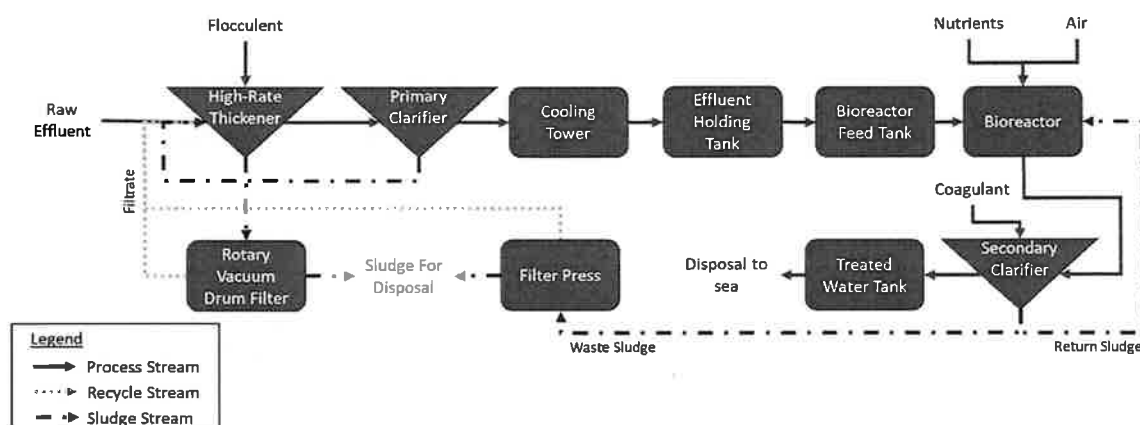 Flocculent
Nutrients
Air
Raw
Effluent
High-Rate
Thickener
Primary
Clarifier
Cooling
Tower
Effluent
Holding
Tank
Bioreactor
Feed Tank
Bioreactor
Filtrate
Coagulant
Rotary
Vacuum
Drum Filter
Sludge For
Disposal
Filter Press
Disposal to
sea
Treated
Water Tank
Secondary
Clarifier
Waste Sludge
Return Sludge
Legend
Process Stream
Recycle Stream
Sludge Stream